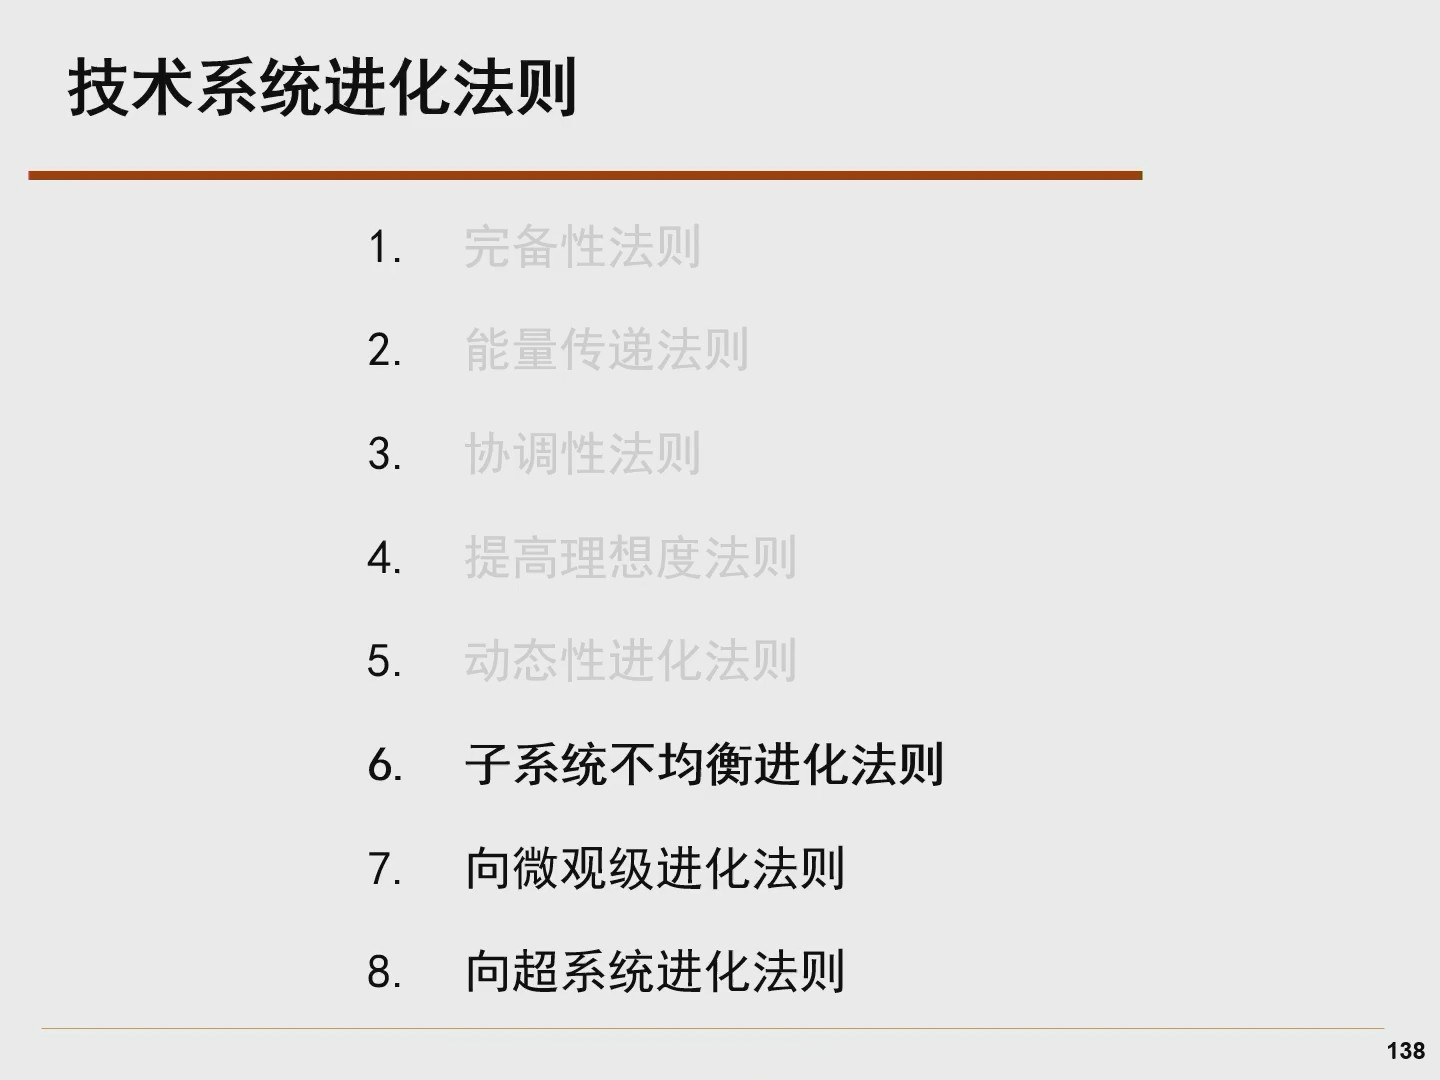 技术系统进化法则
1. 完备性法则
2. 能量传递法则
3. 协调性法则
4. 提高理想度法则
5. 动态性进化法则
6. 子系统不均衡进化法则
7. 向微观级进化法则
8. 向超系统进化法则
138